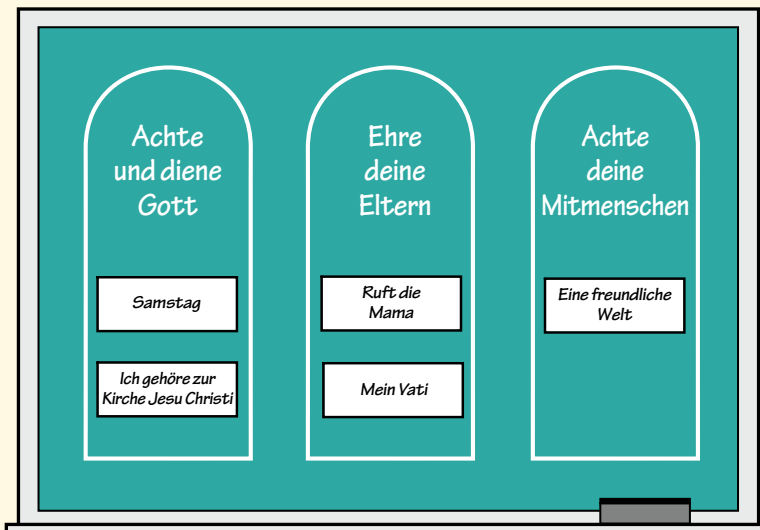 Achte
und diene
Gott
Samstag
Ich gehöre zur
Kirche Jesu Christi
Ehre
deine
Eltern
Ruft die
Mama
Mein Vati
Achte
deine
Mitmenschen
Eine freundliche
Welt